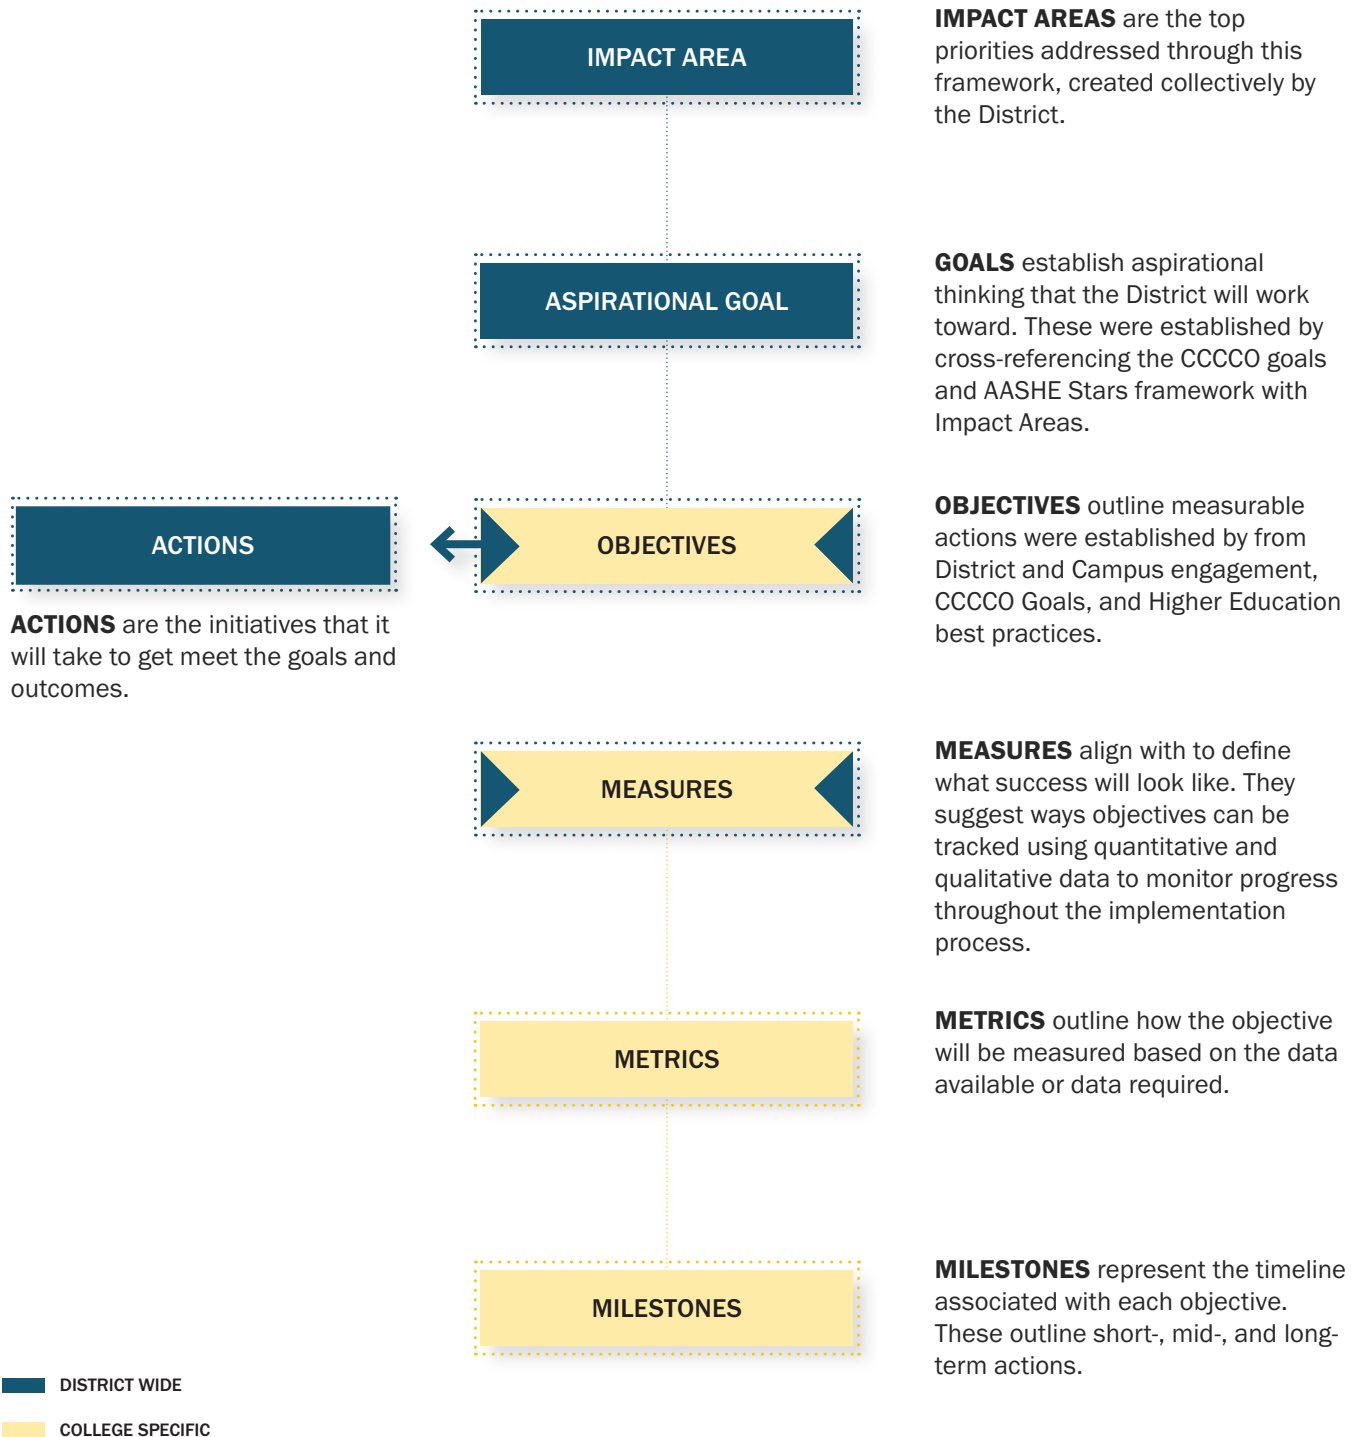 IMPACT AREA
IMPACT AREAS are the top
priorities addressed through this
framework, created collectively by
the District.
ASPIRATIONAL GOAL
GOALS establish aspirational
thinking that the District will work
toward. These were established by
cross-referencing the CCCCO goals
and AASHE Stars framework with
Impact Areas.
ACTIONS
ACTIONS are the initiatives that it
will take to get meet the goals and
outcomes.
OBJECTIVES
OBJECTIVES outline measurable
actions were established by from
District and Campus engagement,
CCCCO Goals, and Higher Education
best practices.
MEASURES
MEASURES align with to define
what success will look like. They
suggest ways objectives can be
tracked using quantitative and
qualitative data to monitor progress
throughout the implementation
process.
METRICS
METRICS outline how the objective
will be measured based on the data
available or data required.
MILESTONES
MILESTONES represent the timeline
associated with each objective.
These outline short-, mid-, and long-
term actions.
DISTRICT WIDE
COLLEGE SPECIFIC